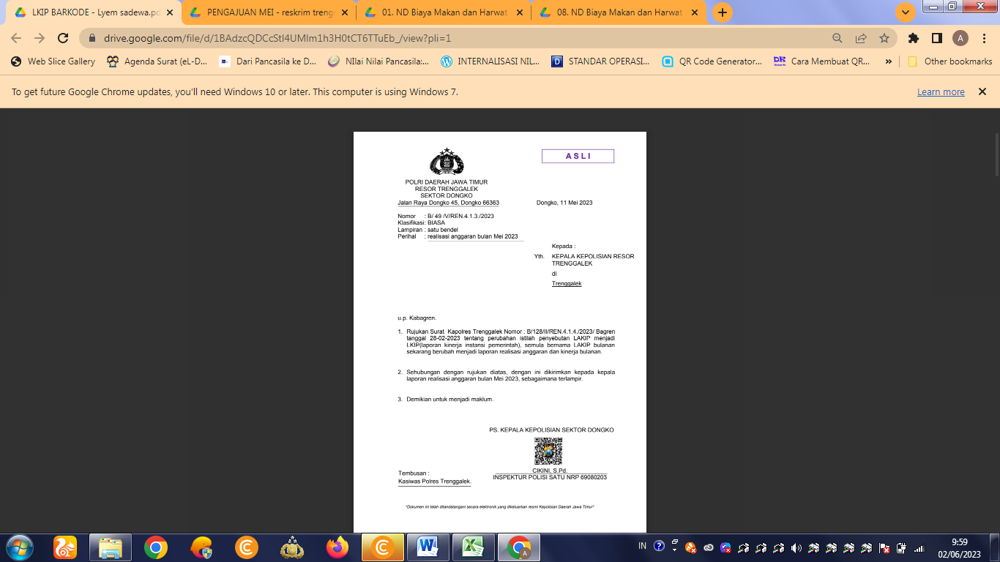 LKIP BARKODE - Lyem sadewa.pd
PENGAJUAN MEI - reskrim treng
01. ND Biaya Makan dan Harwat
08. ND Biaya Makan dan Harwat
drive.google.com/file/d/1BAdzcQDCcStI4UMlm1h3H0tCT6TTuEb_/view?pli=1
A
Web Slice Gallery
Agenda Surat (eL-D...
Dari Pancasila ke D...
NIlai Nilai Pancasila:...
INTERNALISASI NIL...
STANDAR OPERASI...
QR Code Generator...
Cara Membuat QR...
»
Other bookmarks
To get future Google Chrome updates, you'll need Windows 10 or later. This computer is using Windows 7.
Learn more
A S L I
POLRI DAERAH JAWA TIMUR
RESOR TRENGGALEK
SEKTOR DONGKO
Jalan Raya Dongko 45, Dongko 66363
Dongko, 11 Mei 2023
Nomor : B/ 49 /V/REN.4.1.3./2023
Klasifikasi : BIASA
Lampiran : satu bendel
Perihal : realisasi anggaran bulan Mei 2023
Kepada :
Yth. KEPALA KEPOLISIAN RESOR
TRENGGALEK
di
Trenggalek
u.p. Kabagren.
1. Rujukan Surat Kapolres Trenggalek Nomor : B/128/II/REN.4.1.4./2023/ Bagren
tanggal 28-02-2023 tentang perubahan istilah penyebutan LAKIP menjadi
LKIP(laporan kinerja instansi pemerintah), semula bernama LAKIP bulanan
sekarang berubah menjadi laporan realisasi anggaran dan kinerja bulanan.
2. Sehubungan dengan rujukan diatas, dengan ini dikirimkan kepada kepala
laporan realisasi anggaran bulan Mei 2023, sebagaimana terlampir.
3. Demikian untuk menjadi maklum.
PS. KEPALA KEPOLISIAN SEKTOR DONGKO
CIKINI, S.Pd.
INSPEKTUR POLISI SATU NRP 69080203
Tembusan :
Kasiwas Polres Trenggalek.
"Dokumen ini telah ditandatangani secara elektronik yang dikeluarkan resmi Kepolisian Daerah Jawa Timur"
IN
9:59
02/06/2023